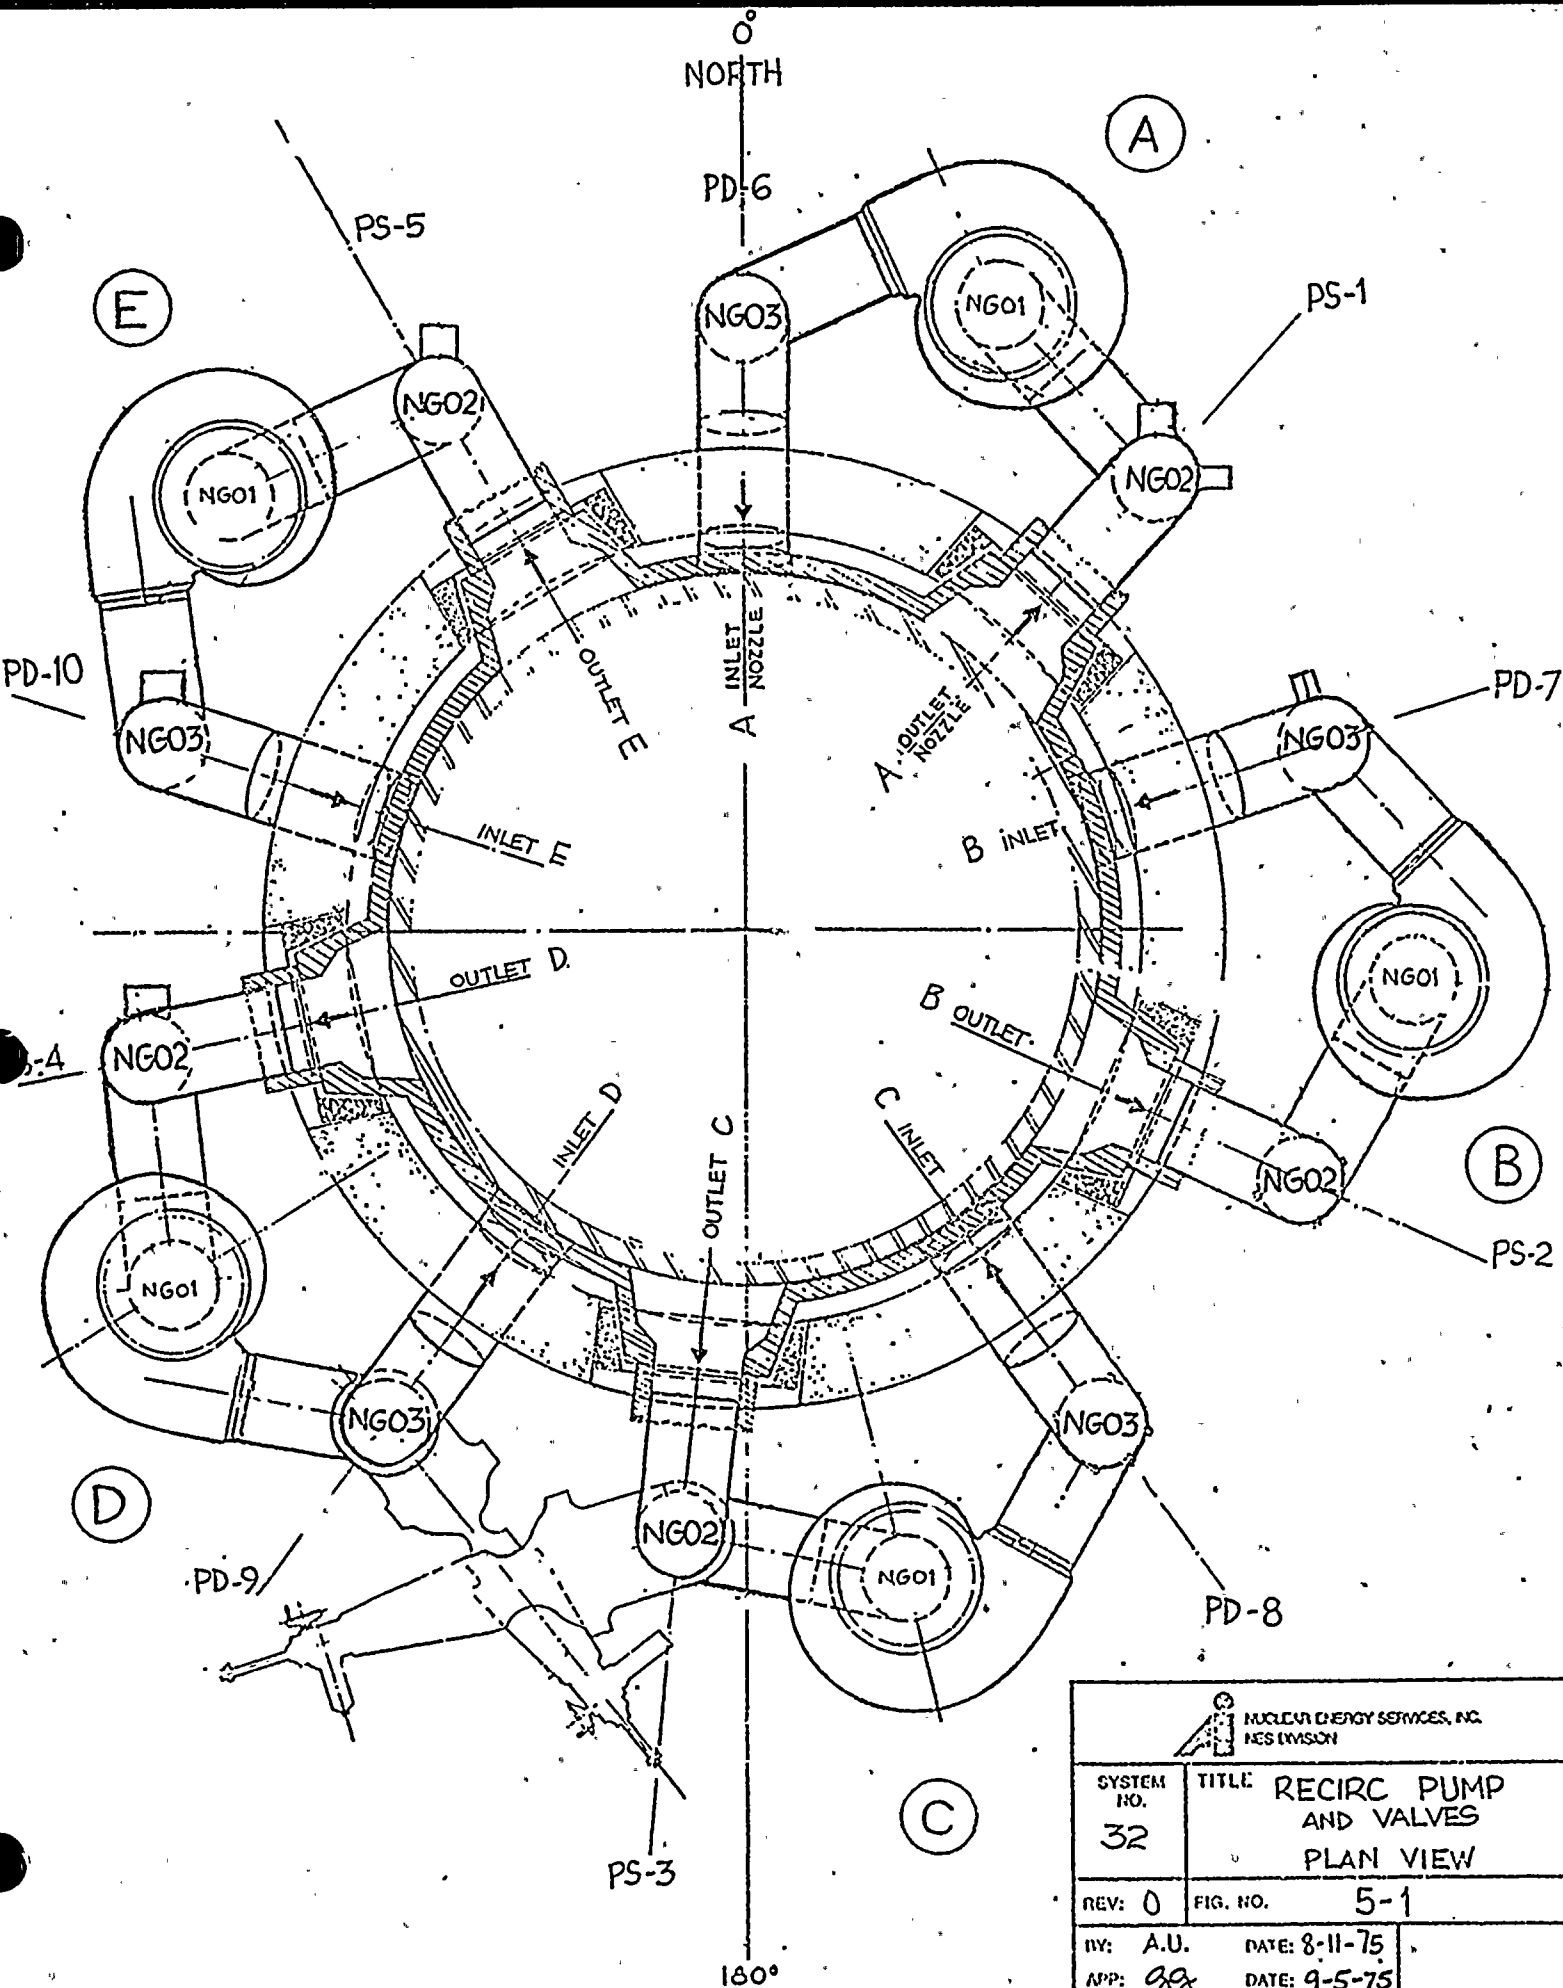 0°
NORTH
A
PD-6
PS-5
PS-1
E
NG03
NG01
NG02
NG02
NG01
INLET
NOZZLE
A
OUTLET E
A OUTLET
NOZZLE
PD-10
PD-7
NG03
NG03
INLET E
B INLET
NG01
OUTLET D
B OUTLET
-4
NG02
INLET D
OUTLET C
C INLET
B
NG02
PS-2
NG01
NG03
NG03
D
NG02
NG01
PD-9
PD-8
C
PS-3
NUCLEAR ENERGY SERVICES, INC.
NES DIVISION
SYSTEM NO.
32
TITLE RECIRC PUMP
AND VALVES
PLAN VIEW
REV: 0
FIG. NO. 5-1
BY: A.U. DATE: 8-11-75
APP: DATE: 9-5-75
180°